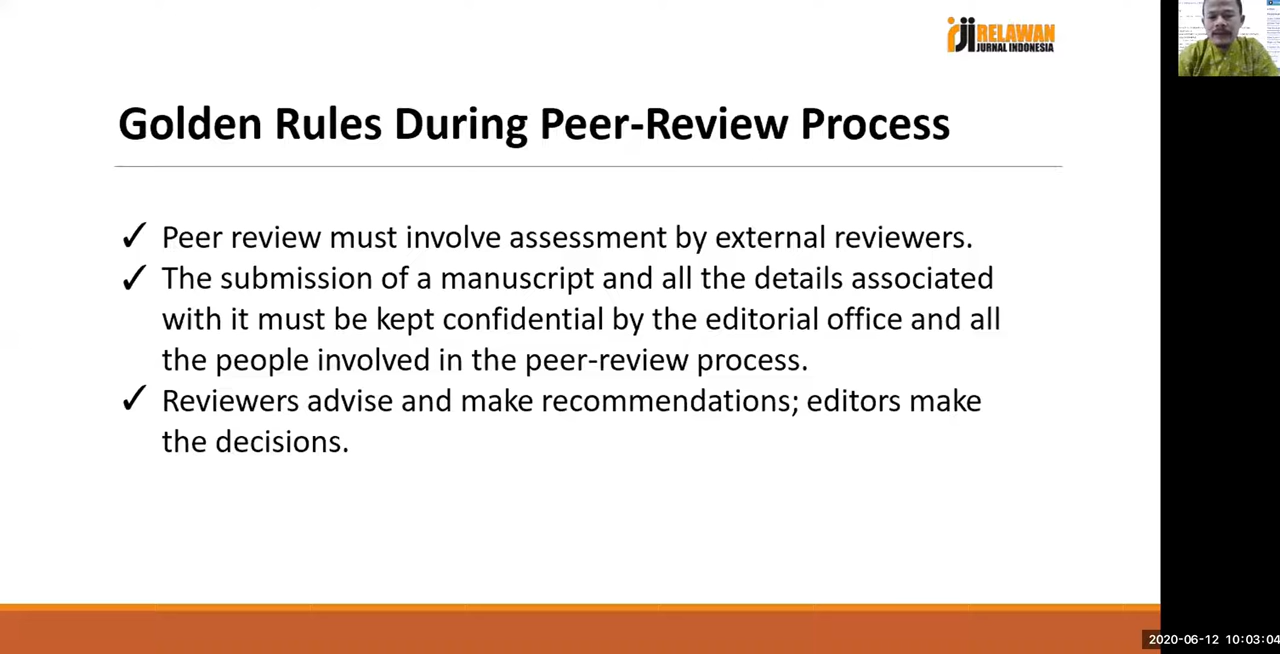 RELAWAN
JURNAL INDONESIA
Golden Rules During Peer-Review Process
✓ Peer review must involve assessment by external reviewers.
✓ The submission of a manuscript and all the details associated
with it must be kept confidential by the editorial office and all
the people involved in the peer-review process.
✓ Reviewers advise and make recommendations; editors make
the decisions.
2020-06-12 10:03:04